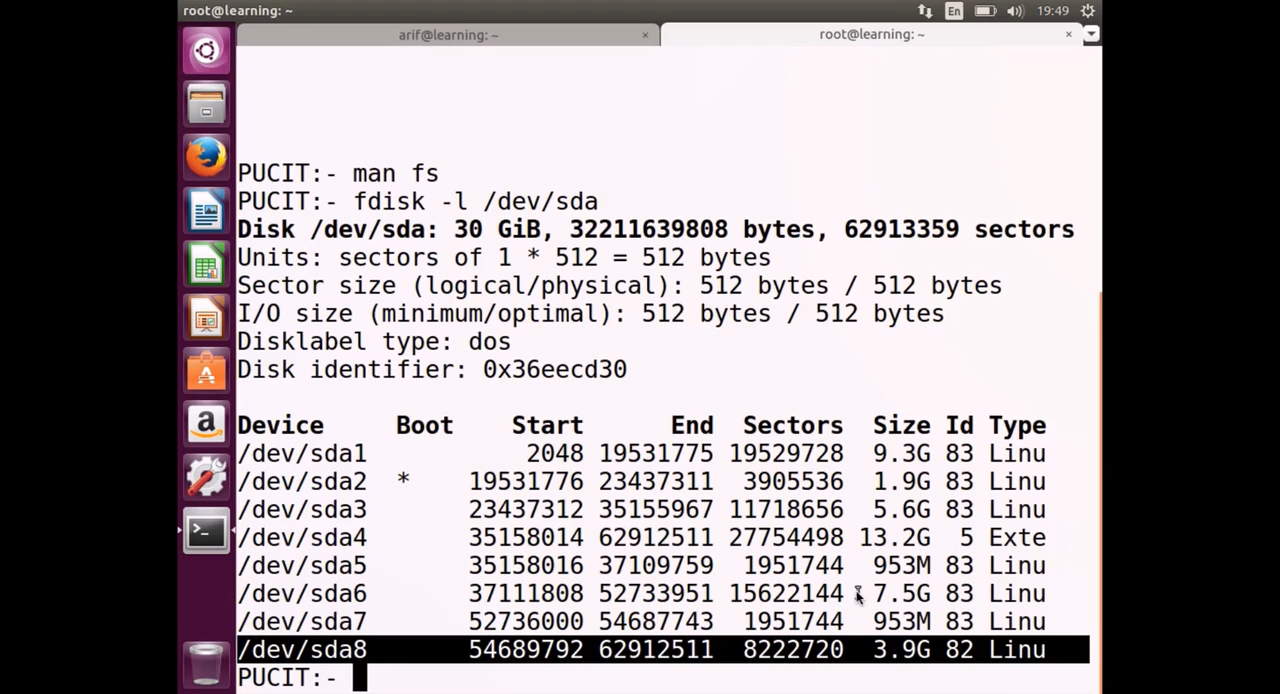 root@learning: ~
En
19:49
arif@learning: ~ ×
root@learning: ~ ×
PUCIT:- man fs
PUCIT:- fdisk -l /dev/sda
Disk /dev/sda: 30 GiB, 32211639808 bytes, 62913359 sectors
Units: sectors of 1 * 512 = 512 bytes
Sector size (logical/physical): 512 bytes / 512 bytes
I/O size (minimum/optimal): 512 bytes / 512 bytes
Disklabel type: dos
Disk identifier: 0x36eecd30
Device Boot Start End Sectors Size Id Type
/dev/sda1 2048 19531775 19529728 9.3G 83 Linu
/dev/sda2 * 19531776 23437311 3905536 1.9G 83 Linu
/dev/sda3 23437312 35155967 11718656 5.6G 83 Linu
/dev/sda4 35158014 62912511 27754498 13.2G 5 Exte
/dev/sda5 35158016 37109759 1951744 953M 83 Linu
/dev/sda6 37111808 52733951 15622144 7.5G 83 Linu
/dev/sda7 52736000 54687743 1951744 953M 83 Linu
/dev/sda8 54689792 62912511 8222720 3.9G 82 Linu
PUCIT:-